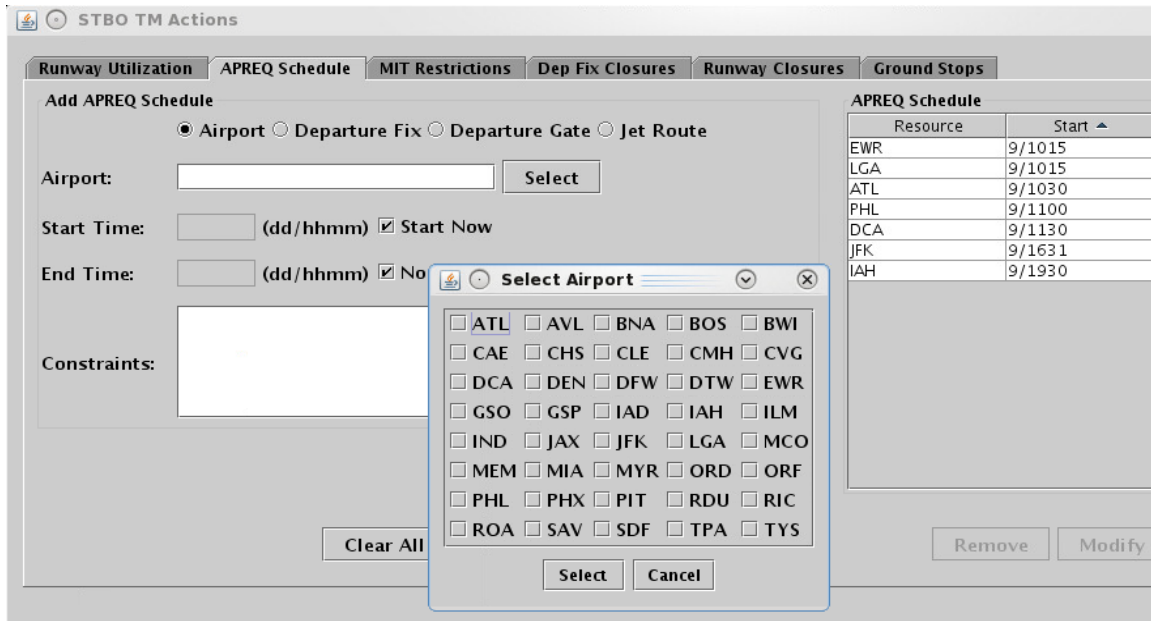 STBO TM Actions
Runway Utilization APREQ Schedule MIT Restrictions Dep Fix Closures Runway Closures Ground Stops
Add APREQ Schedule
Airport Departure Fix Departure Gate Jet Route
Airport: Select
Start Time: (dd/hhmm) Start Now
End Time: (dd/hhmm) No
Constraints:
Clear All
Select Airport
ATL AVL BNA BOS BWI
CAE CHS CLE CMH CVG
DCA DEN DFW DTW EWR
GSO GSP IAD IAH ILM
IND JAX JFK LGA MCO
MEM MIA MYR ORD ORF
PHL PHX PIT RDU RIC
ROA SAV SDF TPA TYS
Select Cancel
APREQ Schedule
Resource Start
EWR 9/1015
LGA 9/1015
ATL 9/1030
PHL 9/1100
DCA 9/1130
JFK 9/1631
IAH 9/1930
Remove Modify